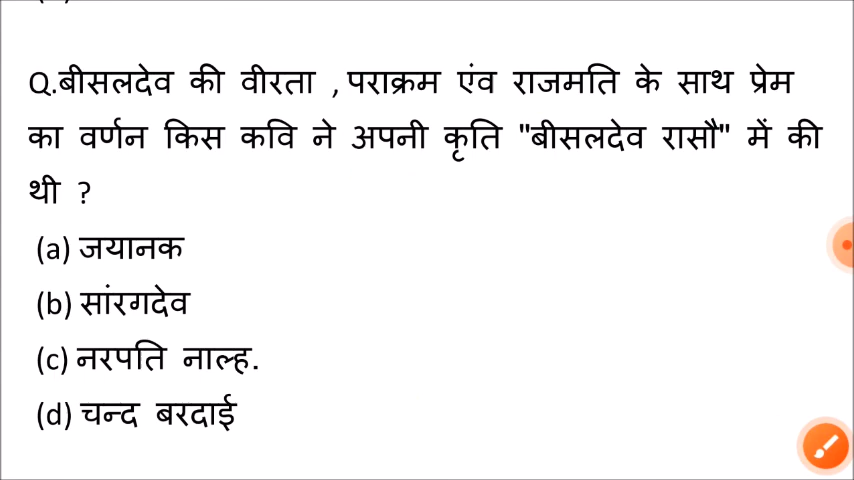 Q.बीसलदेव की वीरता , पराक्रम एंव राजमति के साथ प्रेम
का वर्णन किस कवि ने अपनी कृति "बीसलदेव रासौ" में की
थी ?
(a) जयानक
(b) सांरगदेव
(c) नरपति नाल्ह.
(d) चन्द बरदाई